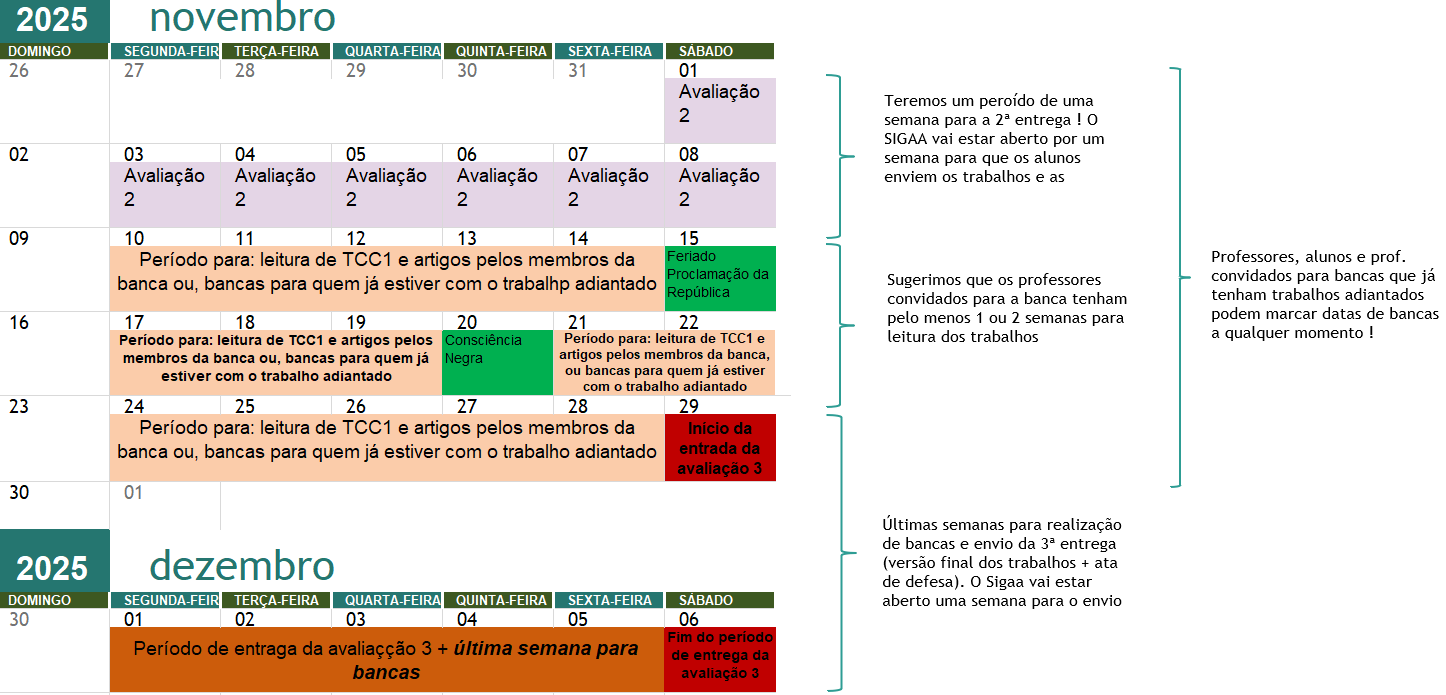 2025 novembro
DOMINGO SEGUNDA-FEIR TERÇA-FEIRA QUARTA-FEIRA QUINTA-FEIRA SEXTA-FEIRA SÁBADO
26 27 28 29 30 31 01
Avaliação
2
02 03 04 05 06 07 08
Avaliação Avaliação Avaliação Avaliação Avaliação Avaliação
2 2 2 2 2 2
09 10 11 12 13 14 15
Período para: leitura de TCC1 e artigos pelos membros da
banca ou, bancas para quem já estiver com o trabalhp adiantado
Feriado
Proclamação da
República
16 17 18 19 20 21 22
Período para: leitura de TCC1 e artigos pelos
membros da banca ou, bancas para quem já
estiver com o trabalho adiantado
Consciência
Negra
Período para: leitura de TCC1 e
artigos pelos membros da banca,
ou bancas para quem já estiver
com o trabalho adiantado
23 24 25 26 27 28 29
Período para: leitura de TCC1 e artigos pelos membros da
banca ou, bancas para quem já estiver com o trabalho adiantado
Inicio da
entrada da
avaliação 3
30 01
2025 dezembro
DOMINGO SEGUNDA-FEIR TERÇA-FEIRA QUARTA-FEIRA QUINTA-FEIRA SEXTA-FEIRA SÁBADO
30 01 02 03 04 05 06
Período de entraga da avaliaçção 3 + última semana para
bancas
Fim do período
de entrega da
avaliação 3
Teremos um peroído de uma
semana para a 2ª entrega ! O
SIGAA vai estar aberto por um
semana para que os alunos
enviem os trabalhos e as
Sugerimos que os professores
convidados para a banca tenham
pelo menos 1 ou 2 semanas para
leitura dos trabalhos
Últimas semanas para realização
de bancas e envio da 3ª entrega
(versão final dos trabalhos + ata
de defesa). O Sigaa vai estar
aberto uma semana para o envio
Professores, alunos e prof.
convidados para bancas que já
tenham trabalhos adiantados
podem marcar datas de bancas
a qualquer momento !